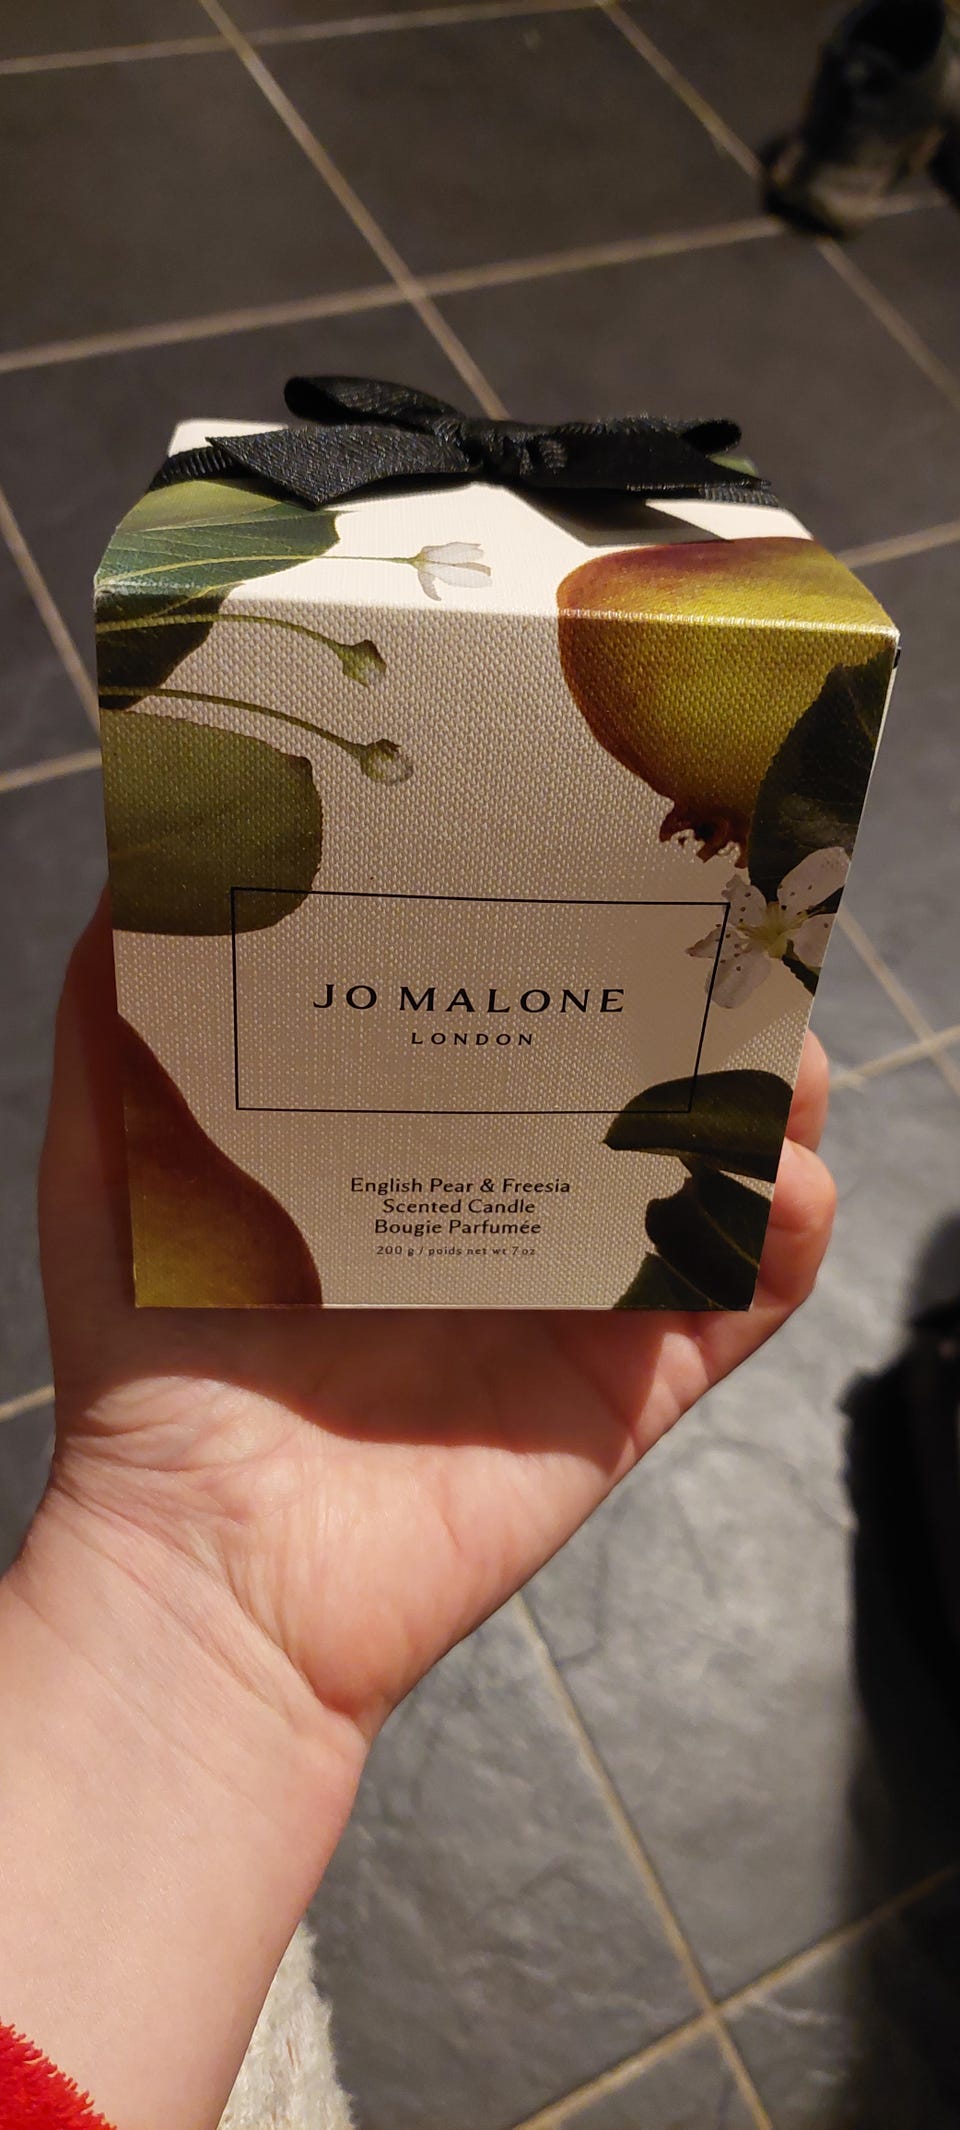 JO MALONE
LONDON
English Pear & Freesia
Scented Candle
Bougie Parfumée
200 g / poids net wt 7 oz